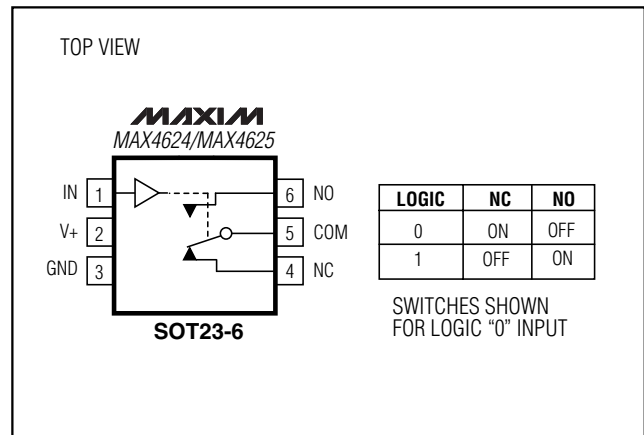 TOP VIEW
MAXIM
MAX4624/MAX4625
IN 1
6 NO
V+ 2
5 COM
GND 3
4 NC
SOT23-6
LOGIC NC NO
0 ON OFF
1 OFF ON
SWITCHES SHOWN
FOR LOGIC “0” INPUT